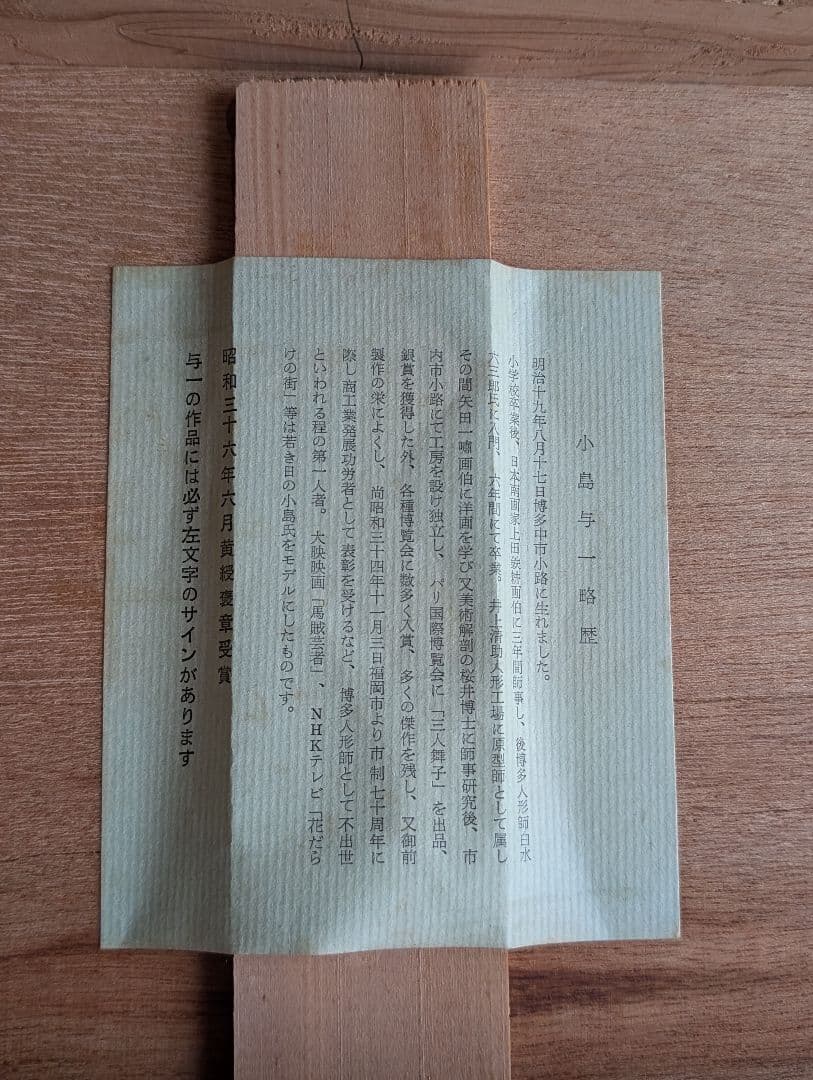 小島与一略歴
明治十九年八月十七日博多中市小路に生れました。
小学校卒業後、日本南画家上田鉄耕画伯に三年間師事し、後博多人形師白水
六三郎氏に入門、六年間にて卒業。井上清助人形工場に原型師として属し
その間矢田一嘯画伯に洋画を学び又美術解剖の桜井博士に師事研究後、市
内市小路にて工房を設け独立し、パリ国際博覧会に「三人舞子」を出品、
銀賞を獲得した外、各種博覧会に数多く入賞、多くの傑作を残し、又御前
製作の栄によくし、尚昭和三十四年十一月三日福岡市より市制七十周年に
際し商工業発展功労者として表彰を受けるなど、博多人形師として不出世
といわれる程の第一人者。大映映画「馬賊芸者」、NHKテレビ「花だら
けの街」等は若き日の小島氏をモデルにしたものです。
昭和三十六年六月黄綬褒章受賞
与一の作品には必ず左文字のサインがあります